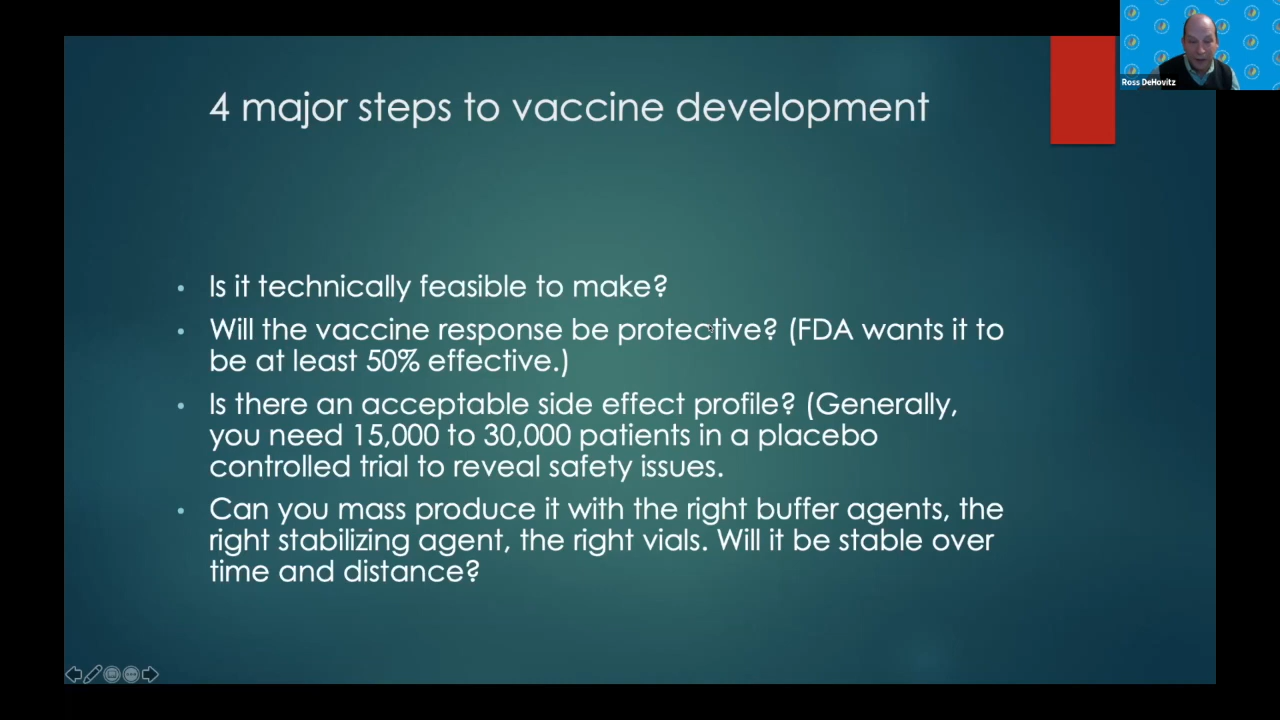 Ross DeHovitz
4 major steps to vaccine development
• Is it technically feasible to make?
• Will the vaccine response be protective? (FDA wants it to
be at least 50% effective.)
• Is there an acceptable side effect profile? (Generally,
you need 15,000 to 30,000 patients in a placebo
controlled trial to reveal safety issues.
• Can you mass produce it with the right buffer agents, the
right stabilizing agent, the right vials. Will it be stable over
time and distance?